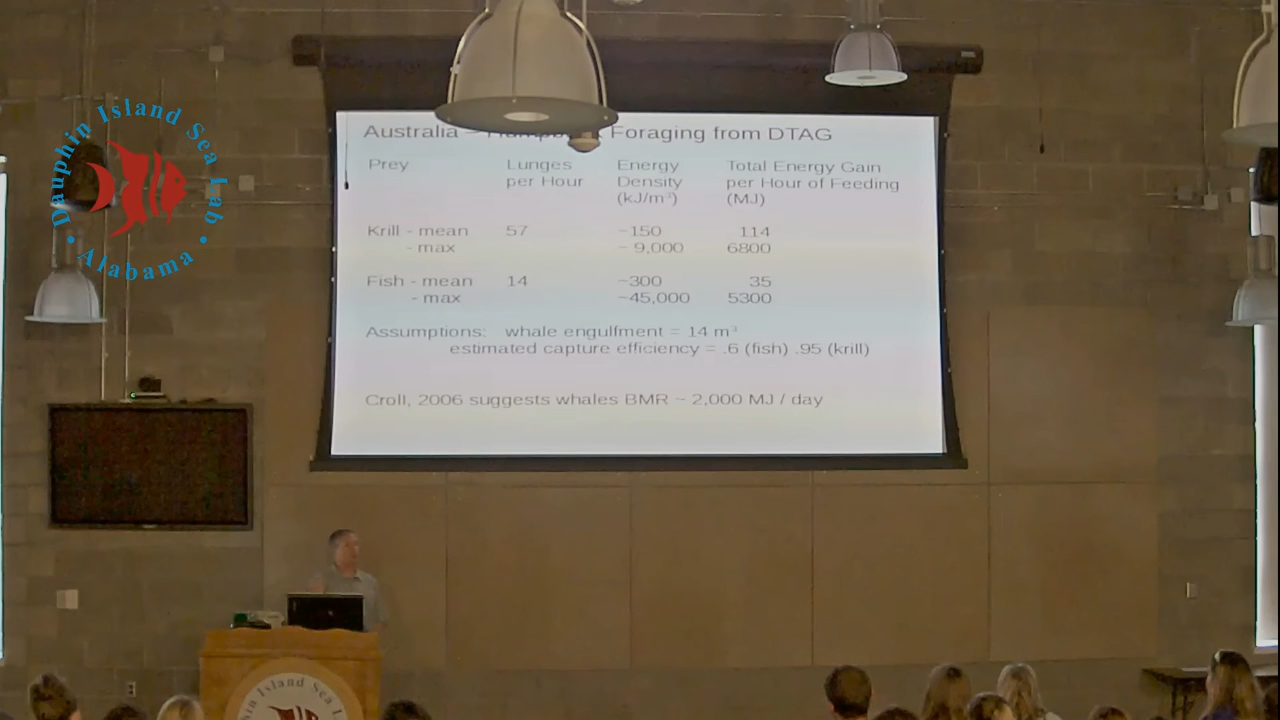 Dauphin Island Sea Lab
• Alabama •
Australia – Foraging from DTAG
Prey Lunges per Hour Energy Density (kJ/m³) Total Energy Gain per Hour of Feeding (MJ)
Krill - mean 57 ~150 114
- max ~ 9,000 6800
Fish - mean 14 ~300 35
- max ~45,000 5300
Assumptions: whale engulfment = 14 m³
estimated capture efficiency = .6 (fish) .95 (krill)
Croll, 2006 suggests whales BMR ~ 2,000 MJ / day
Island Sea